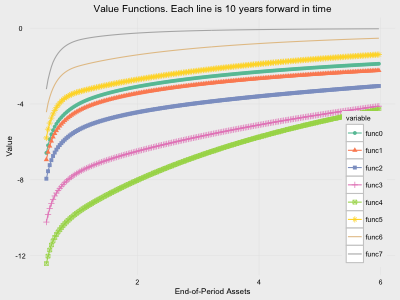 Value Functions. Each line is 10 years forward in time
0
-4
-8
-12
Value
2
4
6
End-of-Period Assets
variable
func0
func1
func2
func3
func4
func5
func6
func7